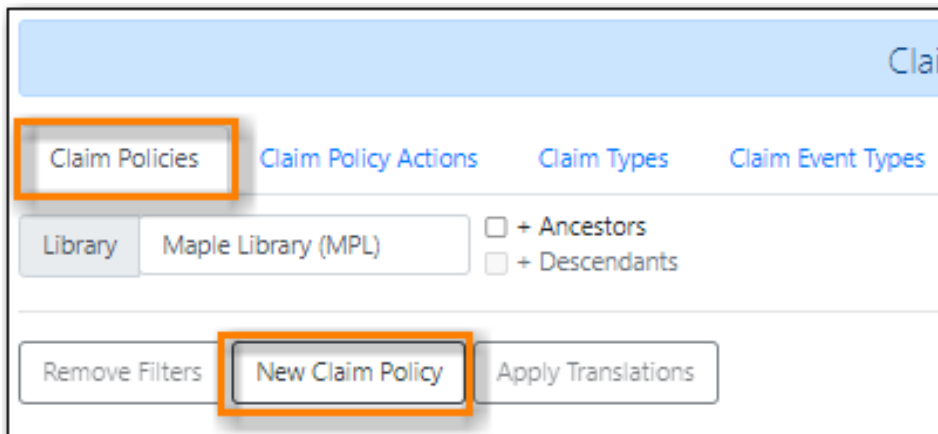 Claim Policies Claim Policy Actions Claim Types Claim Event Types
Library Maple Library (MPL) + Ancestors
+ Descendants
Remove Filters New Claim Policy Apply Translations